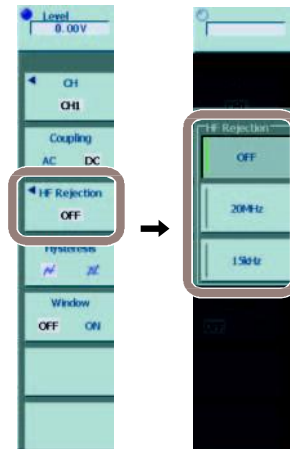 Level
0.00V
CH
CH1
Coupling
AC DC
HF Rejection
OFF
Hysteresis
Window
OFF ON
HF Rejection
OFF
20MHz
15kHz